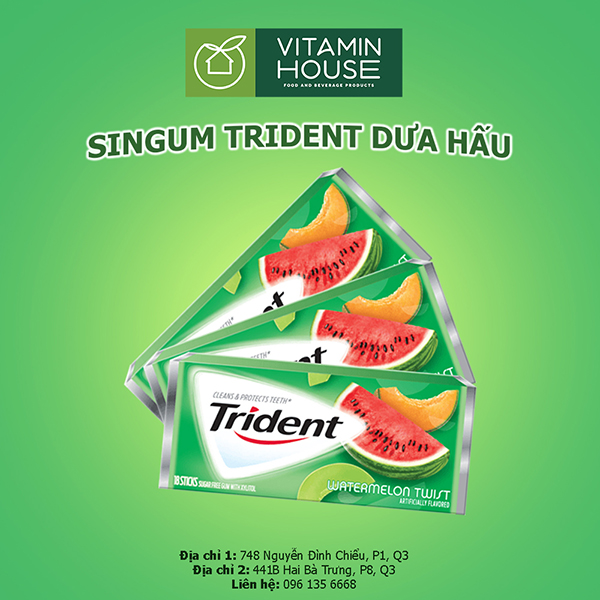 VITAMIN
HOUSE
FOOD AND BEVERAGE PRODUCTS
SINGUM TRIDENT DƯA HẤU
CLEANS & PROTECTS TEETH*
Trident
18 STICKS SUGAR FREE GUM WITH XYLITOL
WATERMELON TWIST
ARTIFICIALLY FLAVORED
Địa chỉ 1: 748 Nguyễn Đình Chiểu, P1, Q3
Địa chỉ 2: 441B Hai Bà Trưng, P8, Q3
Liên hệ: 096 135 6668